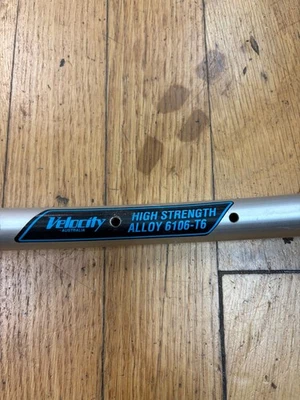 Velocity
AUSTRALIA
HIGH STRENGTH
ALLOY 6106-T6